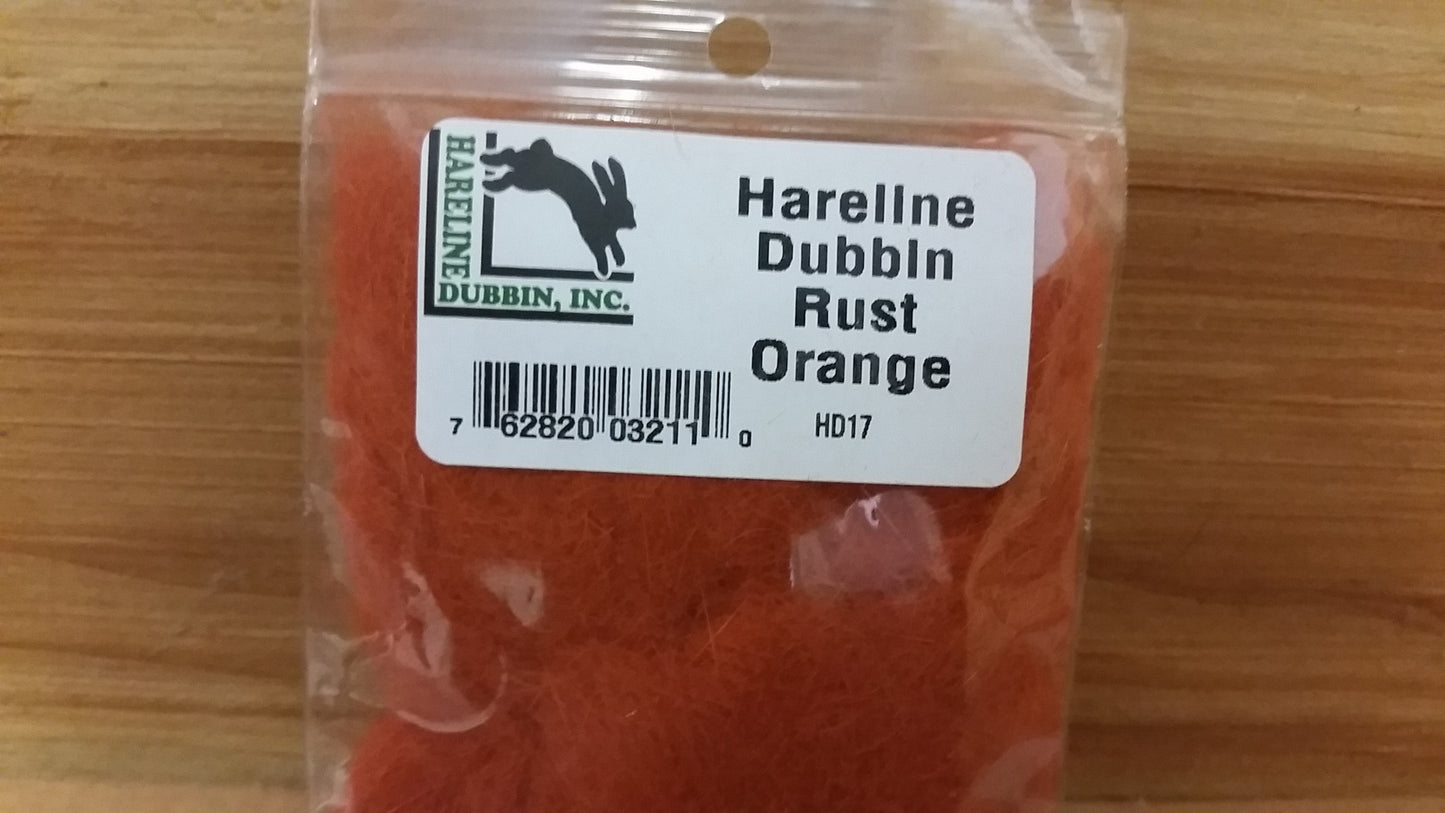 HARELINE
DUBBIN, INC.
Hareline
Dubbin
Rust
Orange
HD17
7 62820 03211 0